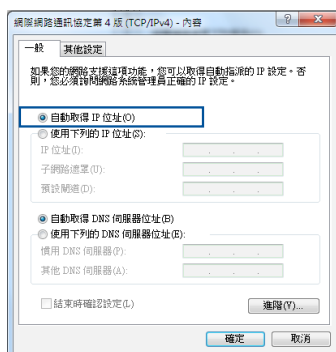 網際網路通訊協定第 4 版 (TCP/IPv4) - 內容
一般
其他設定
如果您的網路支援這項功能，您可以取得自動指派的 IP 設定。否
則，您必須詢問網路系統管理員正確的 IP 設定。
自動取得 IP 位址(O)
使用下列的 IP 位址(S):
IP 位址(I):
子網路遮罩(U):
預設閘道(D):
自動取得 DNS 伺服器位址(B)
使用下列的 DNS 伺服器位址(E):
慣用 DNS 伺服器(P):
其他 DNS 伺服器(A):
結束時確認設定(L)
進階(V)...
確定
取消